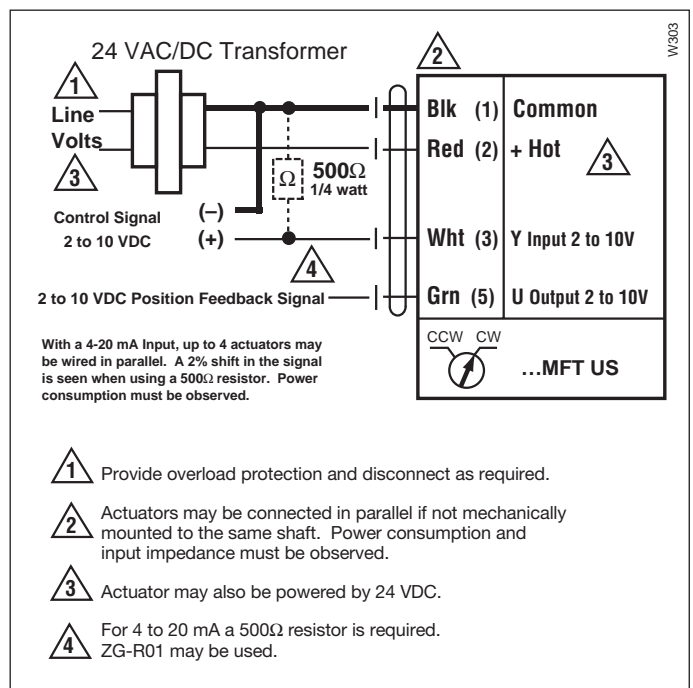 W303
24 VAC/DC Transformer
1
Line
Volts
3
2
Blk (1) Common
Red (2) + Hot
3
Ω
500Ω
1/4 watt
Control Signal (–)
2 to 10 VDC (+)
4
Wht (3) Y Input 2 to 10V
2 to 10 VDC Position Feedback Signal
Grn (5) U Output 2 to 10V
CCW CW
...MFT US
With a 4-20 mA Input, up to 4 actuators may
be wired in parallel. A 2% shift in the signal
is seen when using a 500Ω resistor. Power
consumption must be observed.
1 Provide overload protection and disconnect as required.
2 Actuators may be connected in parallel if not mechanically
mounted to the same shaft. Power consumption and
input impedance must be observed.
3 Actuator may also be powered by 24 VDC.
4 For 4 to 20 mA a 500Ω resistor is required.
ZG-R01 may be used.